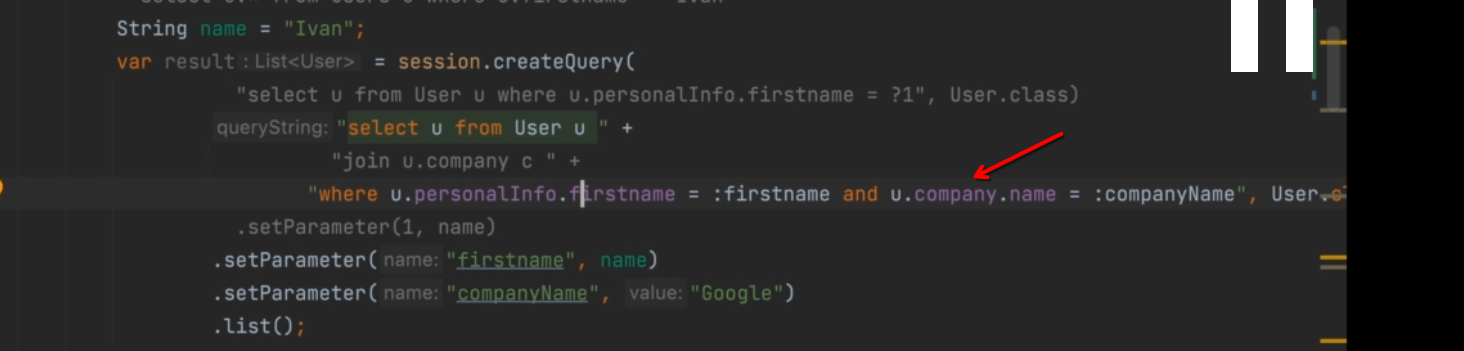 String name = "Ivan";
var result : List<User> = session.createQuery(
"select u from User u where u.personalInfo.firstname = ?1", User.class)
queryString: "select u from User u " +
"join u.company c " +
"where u.personalInfo.firstname = :firstname and u.company.name = :companyName", User.
.setParameter(1, name)
.setParameter( name: "firstname", name)
.setParameter( name: "companyName", value: "Google")
.list();